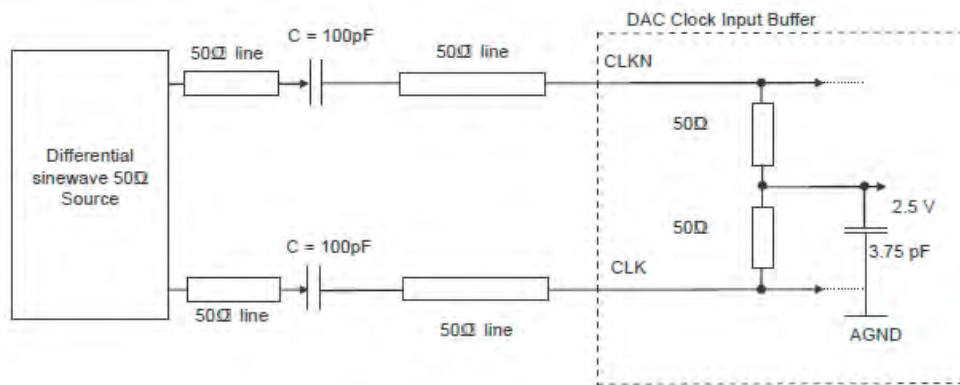 DAC Clock Input Buffer
C = 100pF
50Ω line
50Ω line
CLKN
50Ω
Differential
sinewave 50Ω
Source
2.5 V
50Ω
C = 100pF
3.75 pF
CLK
50Ω line
50Ω line
AGND